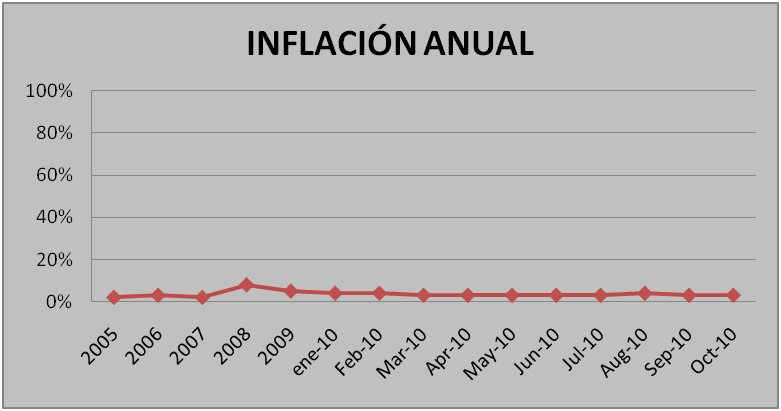 INFLACIÓN ANUAL
100%
80%
60%
40%
20%
0%
2005
2006
2007
2008
2009
ene-10
Feb-10
Mar-10
Apr-10
May-10
Jun-10
Jul-10
Aug-10
Sep-10
Oct-10